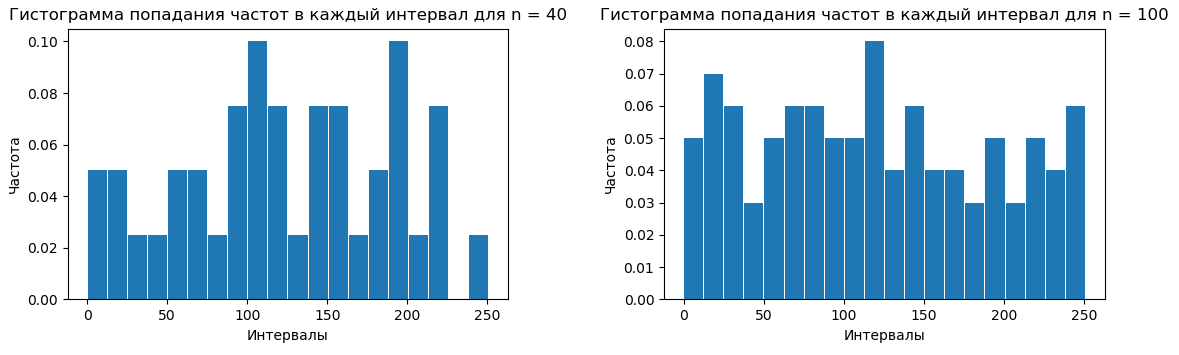 Гистограмма попадания частот в каждый интервал для n = 40
0.10
0.08
0.06
0.04
0.02
0.00
Частота
0 50 100 150 200 250
Интервалы
Гистограмма попадания частот в каждый интервал для n = 100
0.08
0.07
0.06
0.05
0.04
0.03
0.02
0.01
0.00
Частота
0 50 100 150 200 250
Интервалы